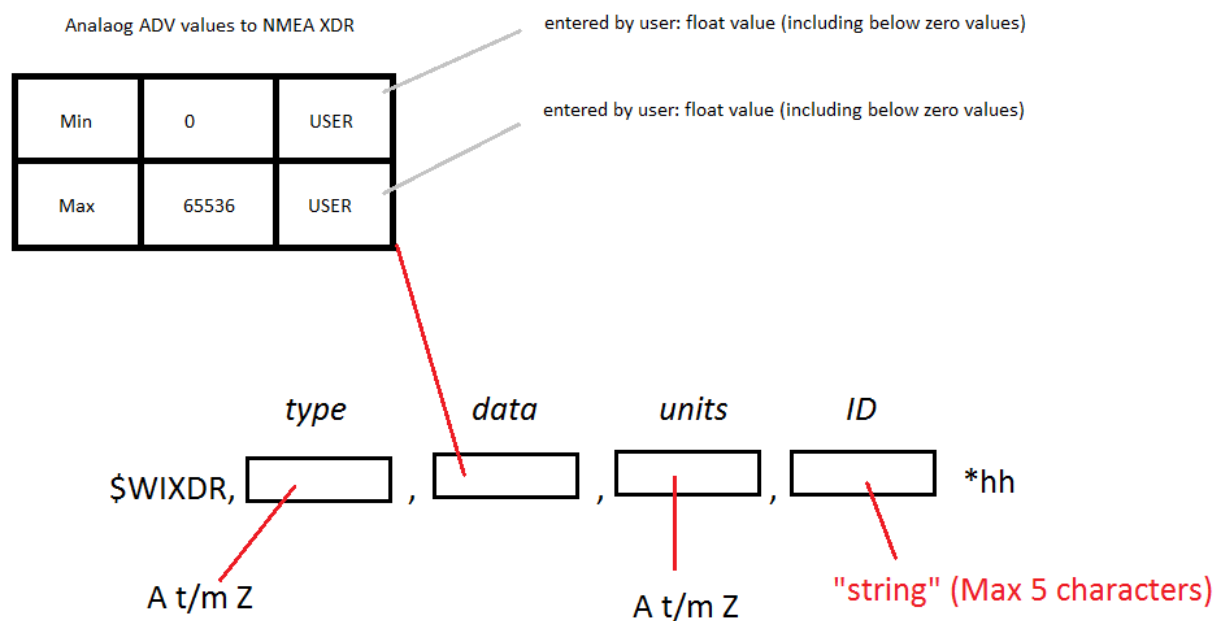 Analaog ADV values to NMEA XDR
entered by user: float value (including below zero values)
Min 0 USER
entered by user: float value (including below zero values)
Max 65536 USER
type data units ID
$WIXDR, , , , *hh
A t/m Z A t/m Z "string" (Max 5 characters)